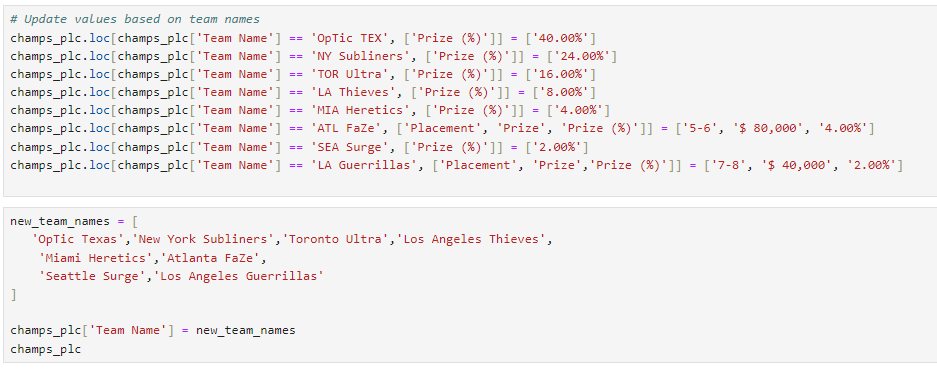 # Update values based on team names
champs_plc.loc[champs_plc['Team Name'] == 'OpTic TEX', ['Prize (%)']] = ['40.00%']
champs_plc.loc[champs_plc['Team Name'] == 'NY Subliners', ['Prize (%)']] = ['24.00%']
champs_plc.loc[champs_plc['Team Name'] == 'TOR Ultra', ['Prize (%)']] = ['16.00%']
champs_plc.loc[champs_plc['Team Name'] == 'LA Thieves', ['Prize (%)']] = ['8.00%']
champs_plc.loc[champs_plc['Team Name'] == 'MIA Heretics', ['Prize (%)']] = ['4.00%']
champs_plc.loc[champs_plc['Team Name'] == 'ATL FaZe', ['Placement', 'Prize', 'Prize (%)']] = ['5-6', '$ 80,000', '4.00%']
champs_plc.loc[champs_plc['Team Name'] == 'SEA Surge', ['Prize (%)']] = ['2.00%']
champs_plc.loc[champs_plc['Team Name'] == 'LA Guerrillas', ['Placement', 'Prize','Prize (%)']] = ['7-8', '$ 40,000', '2.00%']
new_team_names = [
'OpTic Texas','New York Subliners','Toronto Ultra','Los Angeles Thieves',
'Miami Heretics','Atlanta FaZe',
'Seattle Surge','Los Angeles Guerrillas'
]
champs_plc['Team Name'] = new_team_names
champs_plc